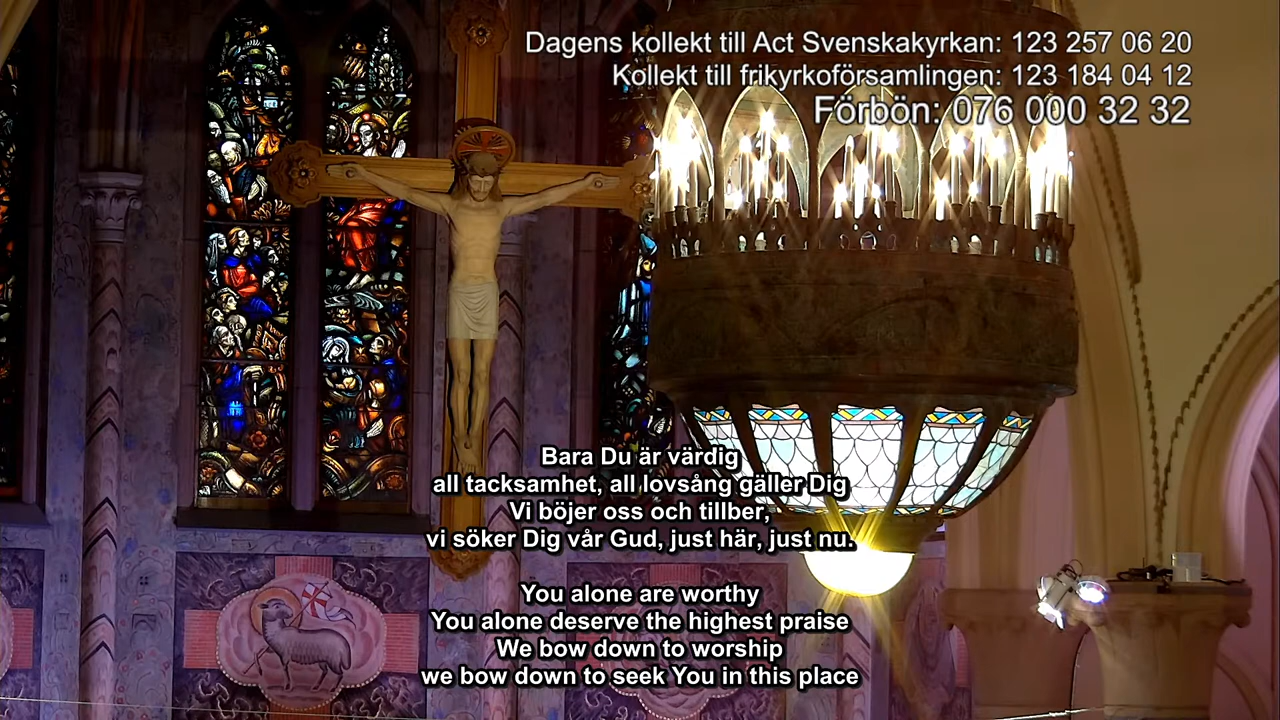 Dagens kollekt till Act Svenskakyrkan: 123 257 06 20
Kollekt till frikyrkoförsamlingen: 123 184 04 12
Förbön: 076 000 32 32
Bara Du är värdig
all tacksamhet, all lovsång gäller Dig
Vi böjer oss och tillber,
vi söker Dig vår Gud, just här, just nu.
You alone are worthy
You alone deserve the highest praise
We bow down to worship
we bow down to seek You in this place